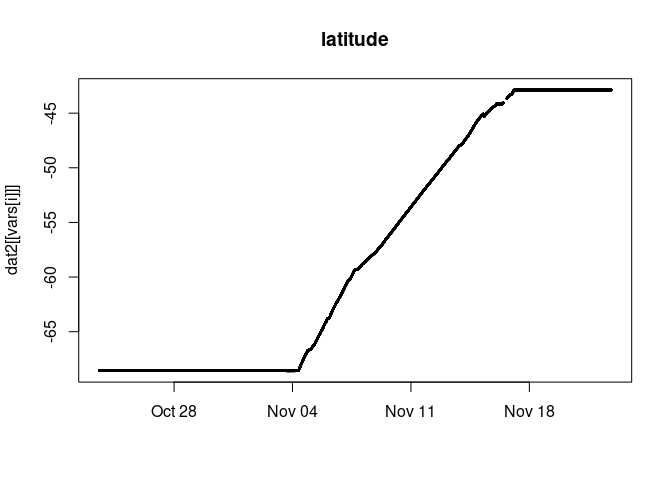 latitude
dat2[[vars[i]]]
-45
-50
-55
-60
-65
Oct 28
Nov 04
Nov 11
Nov 18